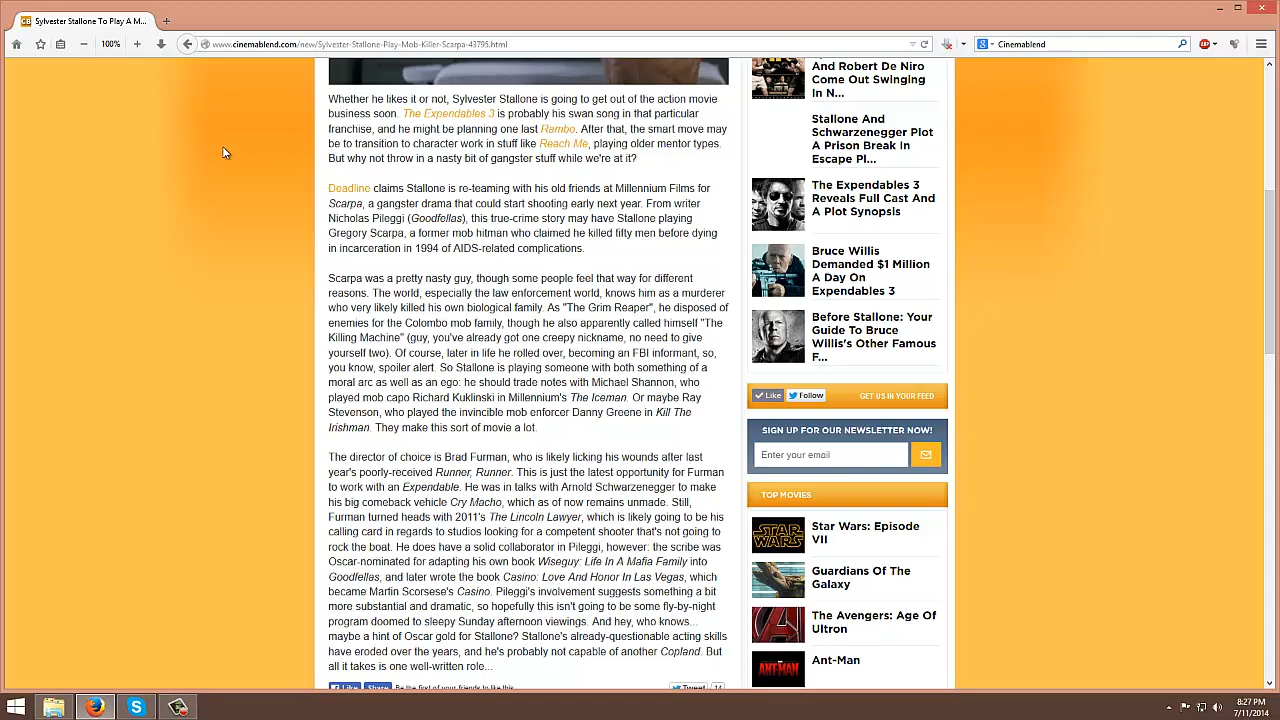 Sylvester Stallone To Play A M...
100%
www.cinemablend.com/new/Sylvester-Stallone-Play-Mob-Killer-Scarpa-43795.html
Cinemablend
Whether he likes it or not, Sylvester Stallone is going to get out of the action movie
business soon. The Expendables 3 is probably his swan song in that particular
franchise, and he might be planning one last Rambo. After that, the smart move may
be to transition to character work in stuff like Reach Me, playing older mentor types.
But why not throw in a nasty bit of gangster stuff while we're at it?
Deadline claims Stallone is re-teaming with his old friends at Millennium Films for
Scarpa, a gangster drama that could start shooting early next year. From writer
Nicholas Pileggi (Goodfellas), this true-crime story may have Stallone playing
Gregory Scarpa, a former mob hitman who claimed he killed fifty men before dying
in incarceration in 1994 of AIDS-related complications.
Scarpa was a pretty nasty guy, though some people feel that way for different
reasons. The world, especially the law enforcement world, knows him as a murderer
who very likely killed his own biological family. As "The Grim Reaper", he disposed of
enemies for the Colombo mob family, though he also apparently called himself "The
Killing Machine" (guy, you've already got one creepy nickname, no need to give
yourself two). Of course, later in life he rolled over, becoming an FBI informant, so,
you know, spoiler alert. So Stallone is playing someone with both something of a
moral arc as well as an ego: he should trade notes with Michael Shannon, who
played mob capo Richard Kuklinski in Millennium's The Iceman. Or maybe Ray
Stevenson, who played the invincible mob enforcer Danny Greene in Kill The
Irishman. They make this sort of movie a lot.
The director of choice is Brad Furman, who is likely licking his wounds after last
year's poorly-received Runner, Runner. This is just the latest opportunity for Furman
to work with an Expendable. He was in talks with Arnold Schwarzenegger to make
his big comeback vehicle Cry Macho, which as of now remains unmade. Still,
Furman turned heads with 2011's The Lincoln Lawyer, which is likely going to be his
calling card in regards to studios looking for a competent shooter that's not going to
rock the boat. He does have a solid collaborator in Pileggi, however: the scribe was
Oscar-nominated for adapting his own book Wiseguy: Life In A Mafia Family into
Goodfellas, and later wrote the book Casino: Love And Honor In Las Vegas, which
became Martin Scorsese's Casino. Pileggi's involvement suggests something a bit
more substantial and dramatic, so hopefully this isn't going to be some fly-by-night
program doomed to sleepy Sunday afternoon viewings. And hey, who knows...
maybe a hint of Oscar gold for Stallone? Stallone's already-questionable acting skills
have eroded over the years, and he's probably not capable of another Copland. But
all it takes is one well-written role...
Like Share Be the first of your friends to like this. Tweet 14
And Robert De Niro
Come Out Swinging
In N...
Stallone And
Schwarzenegger Plot
A Prison Break In
Escape Pl...
The Expendables 3
Reveals Full Cast And
A Plot Synopsis
Bruce Willis
Demanded $1 Million
A Day On
Expendables 3
Before Stallone: Your
Guide To Bruce
Willis's Other Famous
F...
Like Follow GET US IN YOUR FEED
SIGN UP FOR OUR NEWSLETTER NOW!
Enter your email
TOP MOVIES
STAR WARS
Star Wars: Episode
VII
Guardians Of The
Galaxy
The Avengers: Age Of
Ultron
ANT-MAN
Ant-Man
8:27 PM
7/11/2014